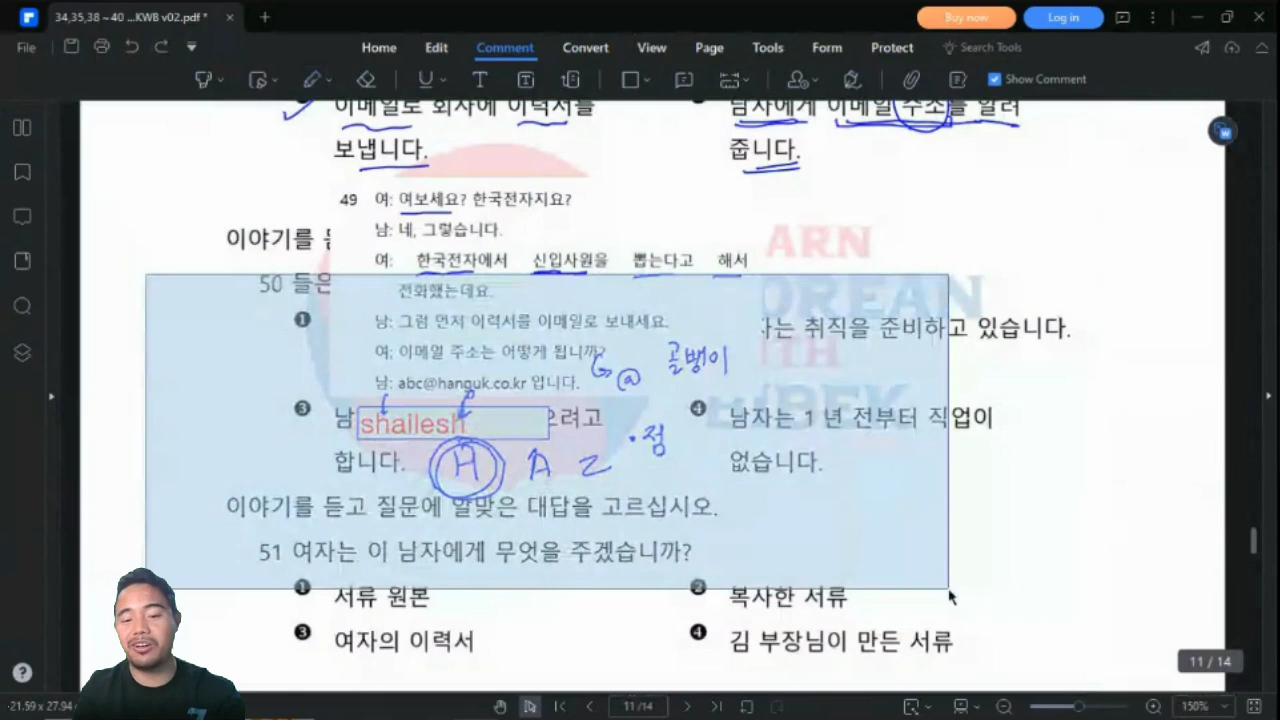 34,35,38 ~ 40 ...KWB v02.pdf *
Buy now
Log in
File
Home Edit Comment Convert View Page Tools Form Protect Search Tools
Show Comment
이메일로 회사에 이력서를
보냅니다.
남자에게 이메일 주소를 알려
줍니다.
49 여: 여보세요? 한국전자지요?
남: 네, 그렇습니다.
여: 한국전자에서 신입사원을 뽑는다고 해서
전화했는데요.
남: 그럼 먼저 이력서를 이메일로 보내세요.
여: 이메일 주소는 어떻게 됩니까?
남: abc@hanguk.co.kr 입니다.
@ 골뱅이
shailesh
H A Z
. 점
이야기를
50 들은
❶
는 취직을 준비하고 있습니다.
❸ 남 오려고
합니다.
❹ 남자는 1 년 전부터 직업이
없습니다.
이야기를 듣고 질문에 알맞은 대답을 고르십시오.
51 여자는 이 남자에게 무엇을 주겠습니까?
❶ 서류 원본
❷ 복사한 서류
❸ 여자의 이력서
❹ 김 부장님이 만든 서류
11 / 14
-21.59 x 27.94
11 /14
150%